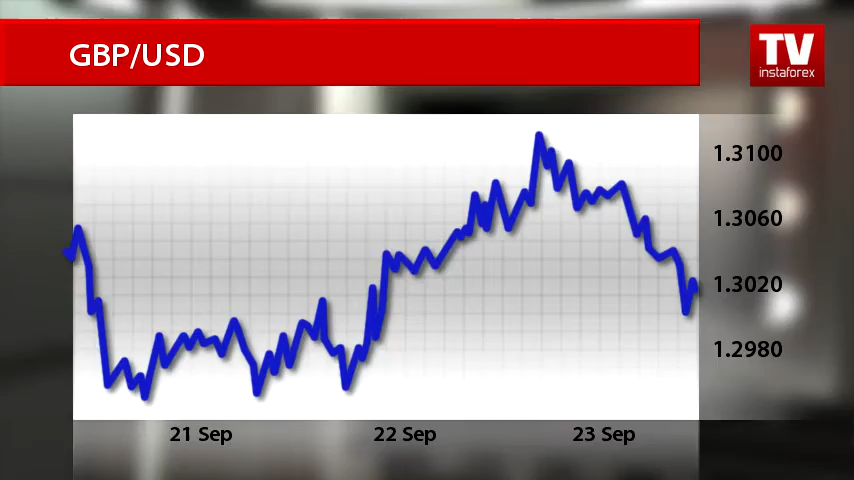 GBP/USD
TV
instaforex
1.3100
1.3060
1.3020
1.2980
21 Sep
22 Sep
23 Sep